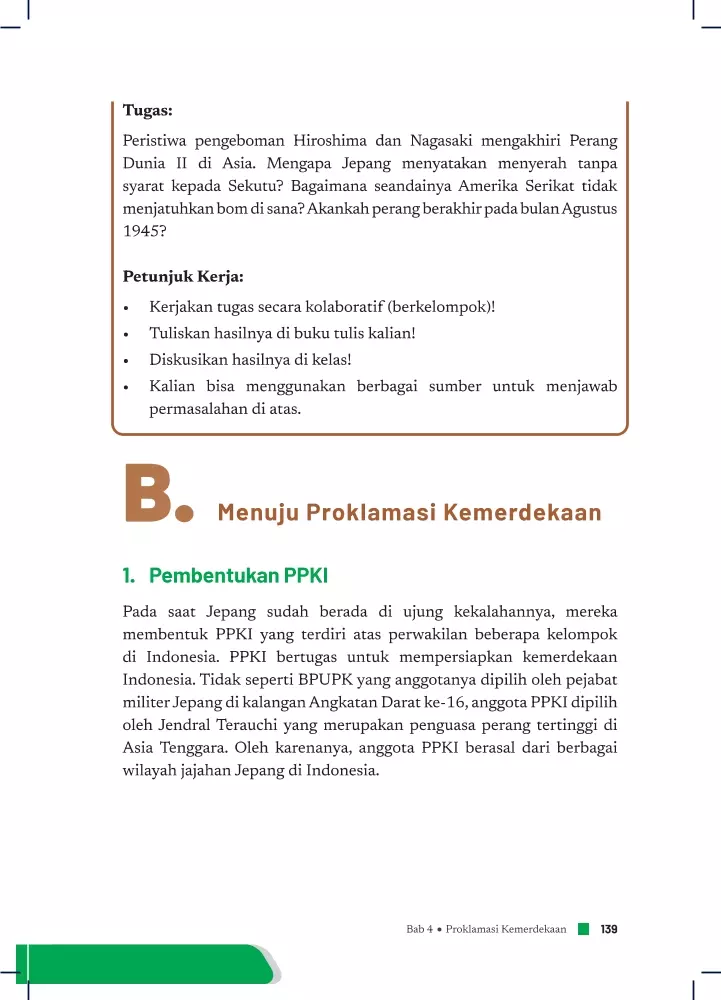 Tugas:
Peristiwa pengeboman Hiroshima dan Nagasaki mengakhiri Perang
Dunia II di Asia. Mengapa Jepang menyatakan menyerah tanpa
syarat kepada Sekutu? Bagaimana seandainya Amerika Serikat tidak
menjatuhkan bom di sana? Akankah perang berakhir pada bulan Agustus
1945?
Petunjuk Kerja:
• Kerjakan tugas secara kolaboratif (berkelompok)!
• Tuliskan hasilnya di buku tulis kalian!
• Diskusikan hasilnya di kelas!
• Kalian bisa menggunakan berbagai sumber untuk menjawab
permasalahan di atas.
B. Menuju Proklamasi Kemerdekaan
1. Pembentukan PPKI
Pada saat Jepang sudah berada di ujung kekalahannya, mereka
membentuk PPKI yang terdiri atas perwakilan beberapa kelompok
di Indonesia. PPKI bertugas untuk mempersiapkan kemerdekaan
Indonesia. Tidak seperti BPUPK yang anggotanya dipilih oleh pejabat
militer Jepang di kalangan Angkatan Darat ke-16, anggota PPKI dipilih
oleh Jendral Terauchi yang merupakan penguasa perang tertinggi di
Asia Tenggara. Oleh karenanya, anggota PPKI berasal dari berbagai
wilayah jajahan Jepang di Indonesia.
Bab 4 • Proklamasi Kemerdekaan 139